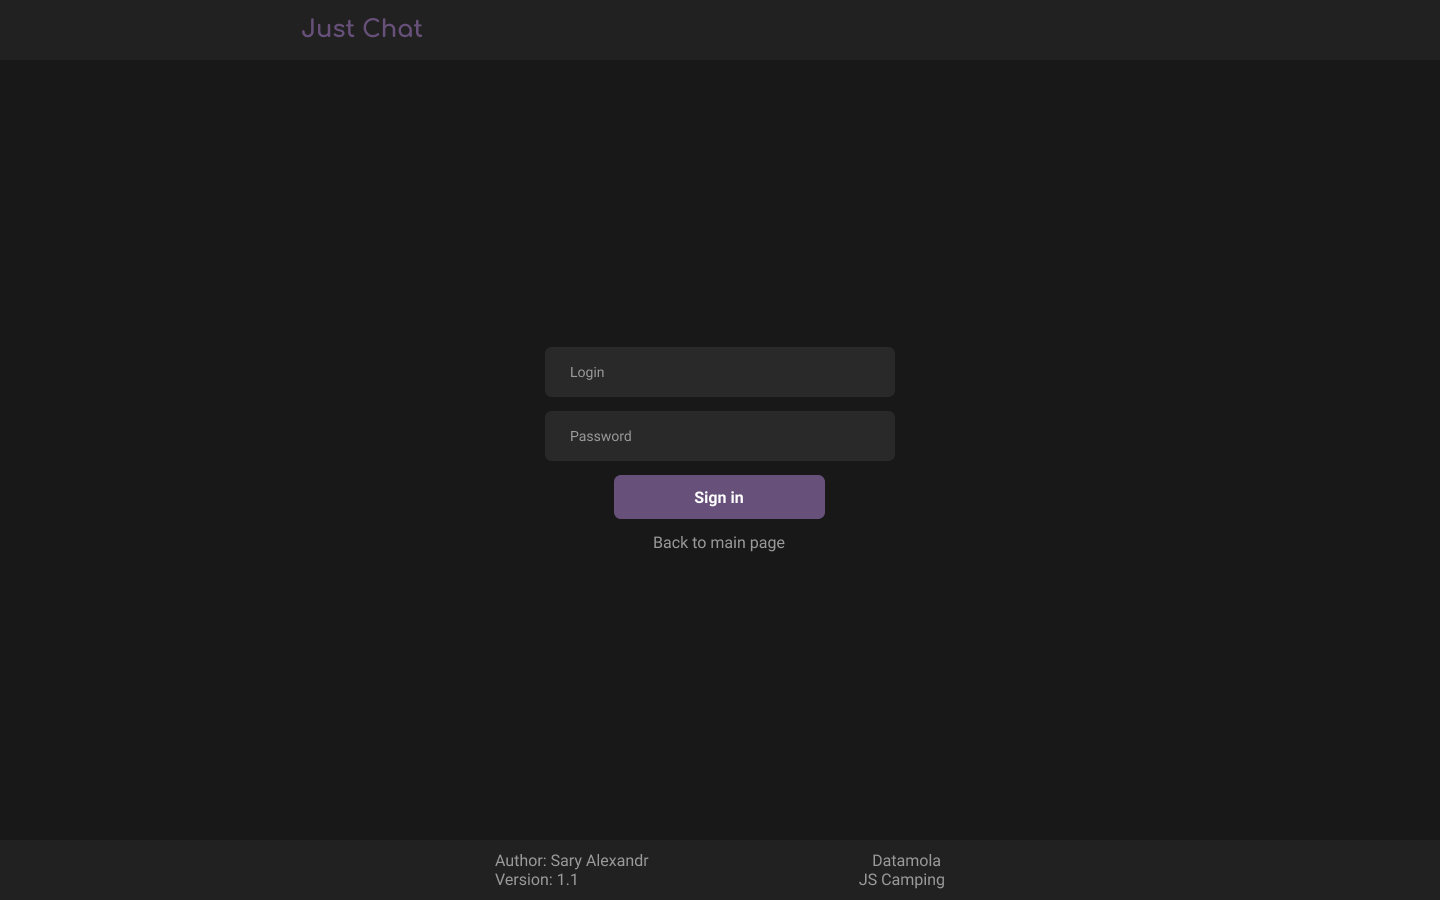 Just Chat
Login
Password
Sign in
Back to main page
Author: Sary Alexandr
Version: 1.1
Datamola
JS Camping